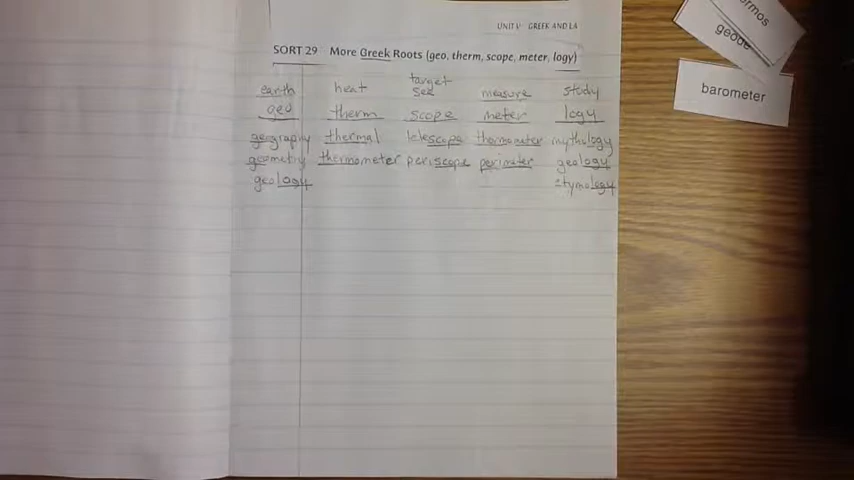 UNIT V GREEK AND LA
SORT 29 More Greek Roots (geo, therm, scope, meter, logy)
earth heat target see measure study
geo therm scope meter logy
geography thermal telescope thermometer mythology
geometry thermometer periscope perimeter geology
geology etymology
rmos
geode
barometer